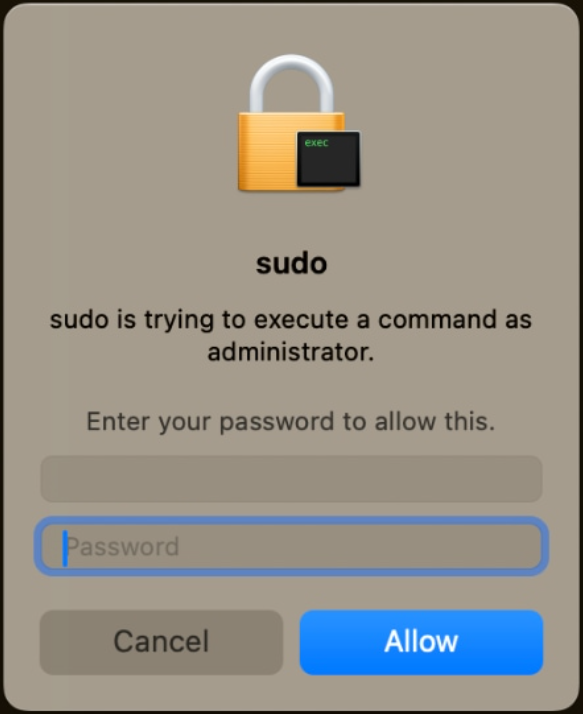 exec
sudo
sudo is trying to execute a command as
administrator.
Enter your password to allow this.
Password
Cancel
Allow